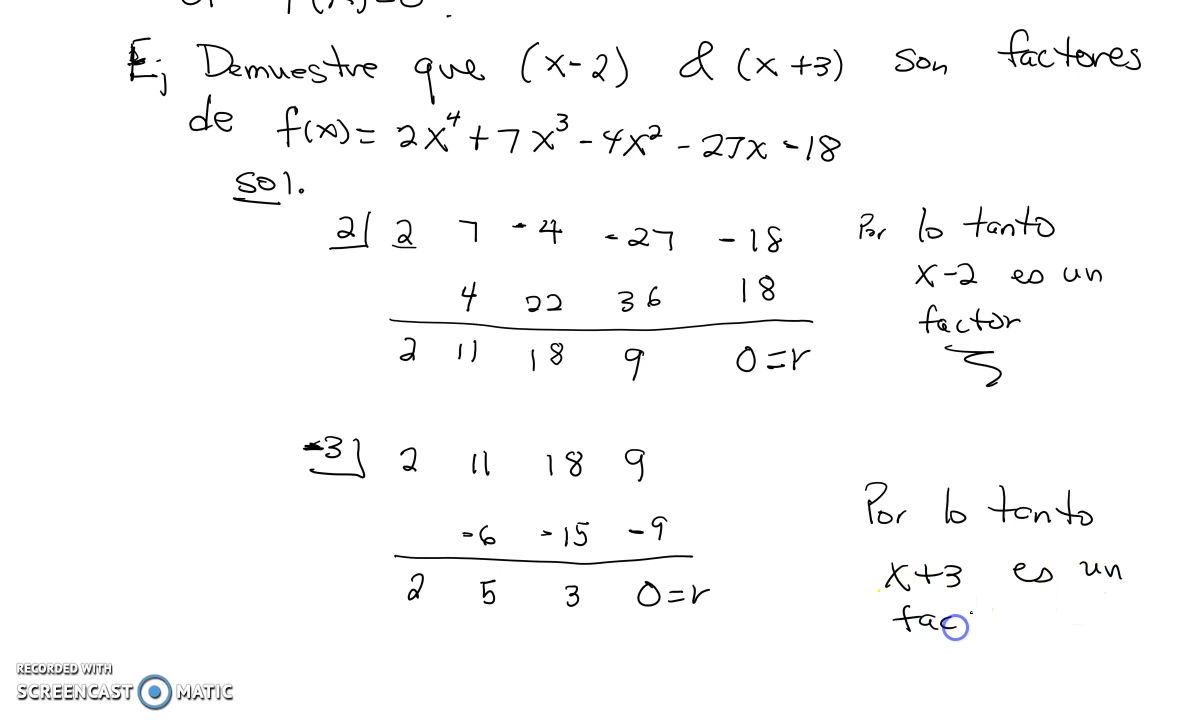 Ej Demuestre que (x-2) & (x+3) son factores
de f(x)= 2x⁴+7x³-4x²-27x-18
sol.
2| 2 7 -4 -27 -18
4 22 36 18
2 11 18 9 0=r
Por lo tanto
x-2 es un
factor
-3] 2 11 18 9
-6 -15 -9
2 5 3 0=r
Por lo tanto
x+3 es un
fac
RECORDED WITH
SCREENCAST MATIC